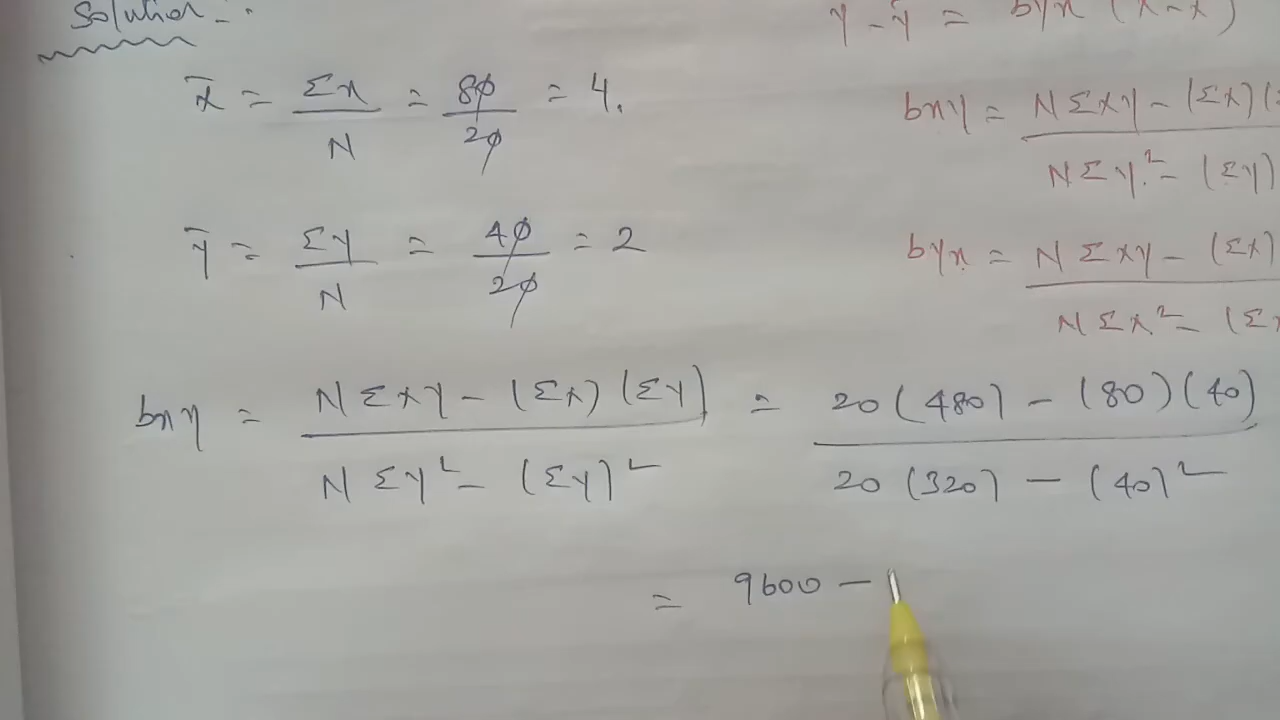 Solution :-
Y - Ȳ = byx (x - x̄)
x̄ = Σx / N = 80 / 20 = 4.
bxy = NΣXY - (ΣX)( / NΣY² - (ΣY)
ȳ = ΣY / N = 40 / 20 = 2
byx = NΣXY - (ΣX) / NΣX² - (Σx
bxy = NΣXY - (ΣX)(ΣY) / NΣY² - (ΣY)² = 20(480) - (80)(40) / 20(320) - (40)²
= 9600 -